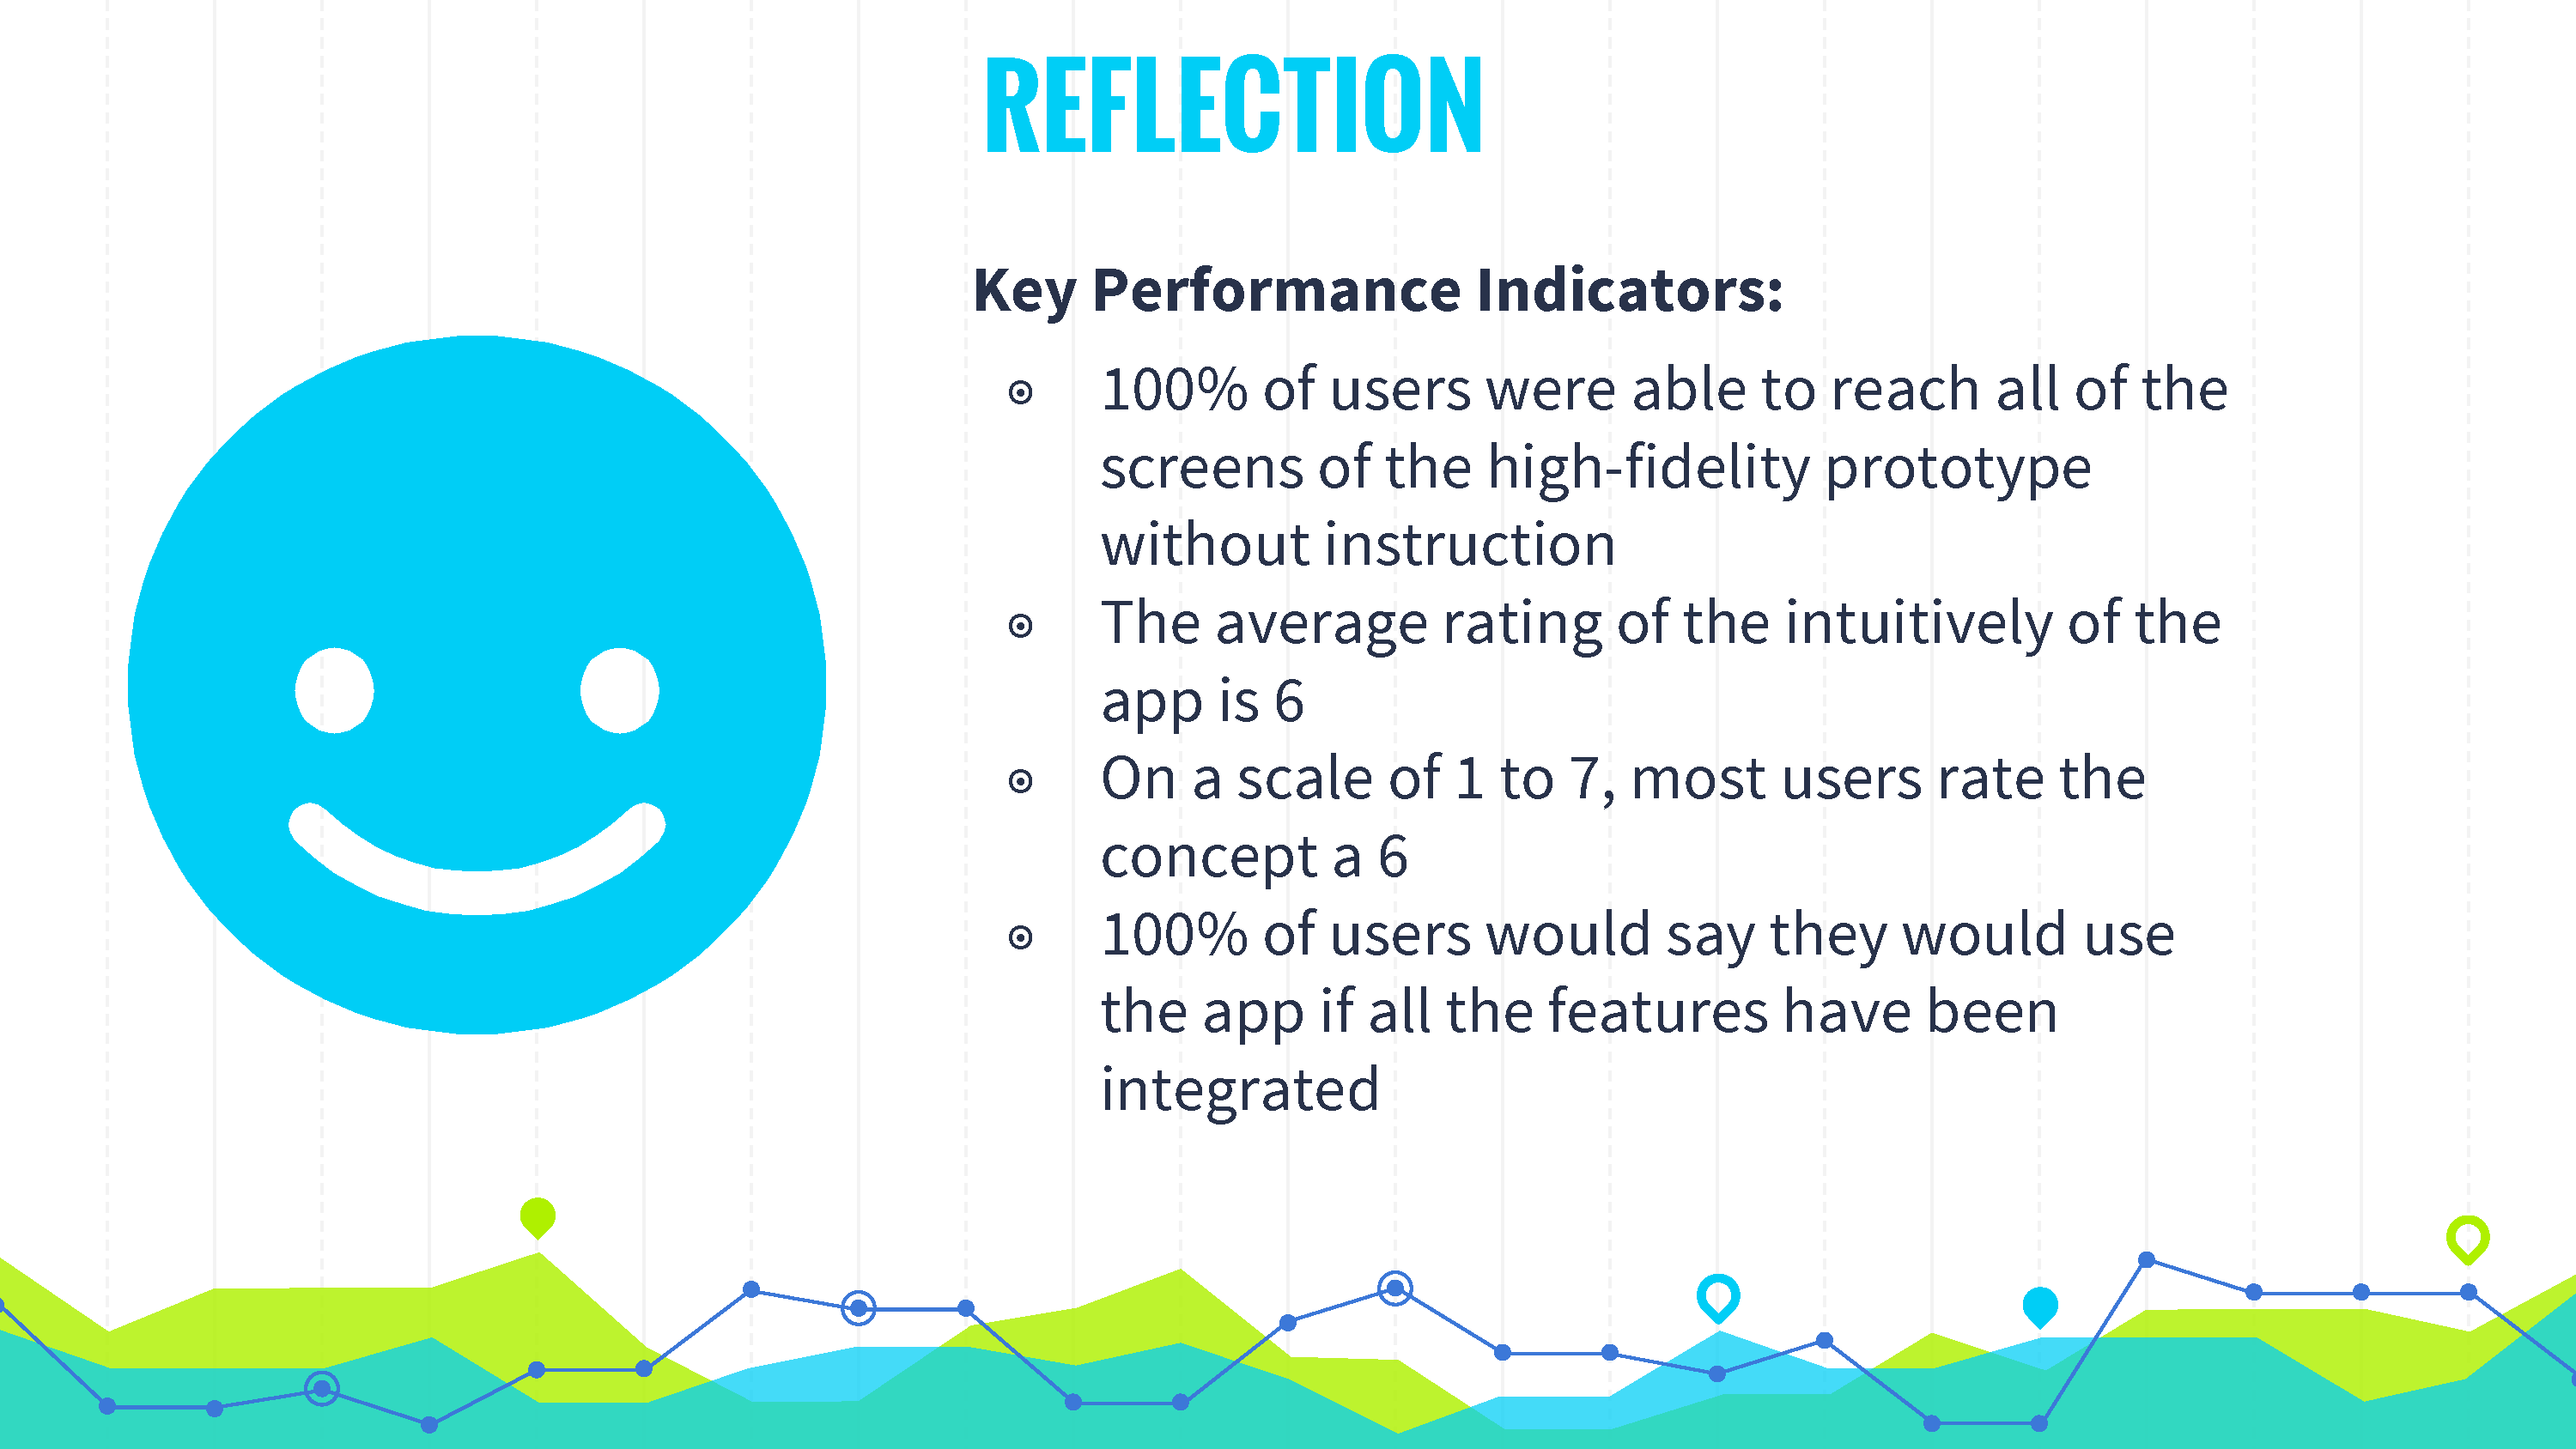 REFLECTION
Key Performance Indicators:
100% of users were able to reach all of the
screens of the high-fidelity prototype
without instruction
The average rating of the intuitively of the
app is 6
On a scale of 1 to 7, most users rate the
concept a 6
100% of users would say they would use
the app if all the features have been
integrated